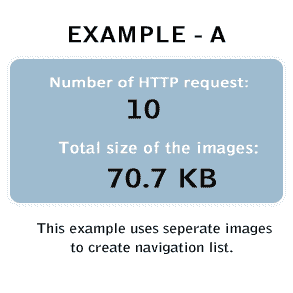 EXAMPLE - A
Number of HTTP request:
10
Total size of the images:
70.7 KB
This example uses seperate images
to create navigation list.